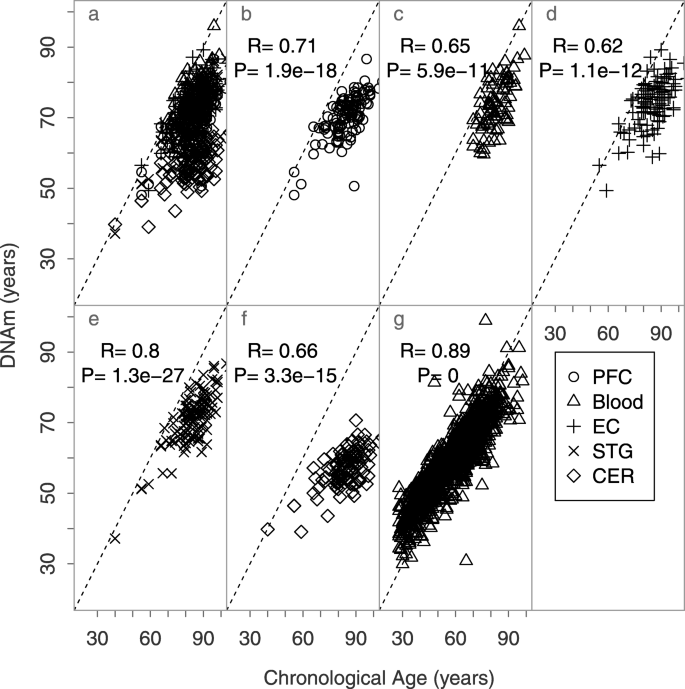 a b c d
R= 0.71 R= 0.65 R= 0.62
P= 1.9e−18 P= 5.9e−11 P= 1.1e−12
90
70
50
30
DNAm (years)
30 60 90
e f g
R= 0.8 R= 0.66 R= 0.89
P= 1.3e−27 P= 3.3e−15 P= 0
90
70
50
30
PFC
Blood
EC
STG
CER
30 60 90 30 60 90 30 60 90
Chronological Age (years)